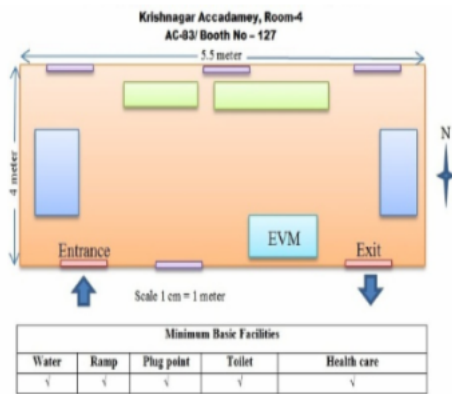 Krishnagar Accadamey, Room-4
AC-83/ Booth No – 127
5.5 meter
4 meter
N
Entrance
EVM
Exit
Scale 1 cm = 1 meter
Minimum Basic Facilities
Water Ramp Plug point Toilet Health care
√ √ √ √ √